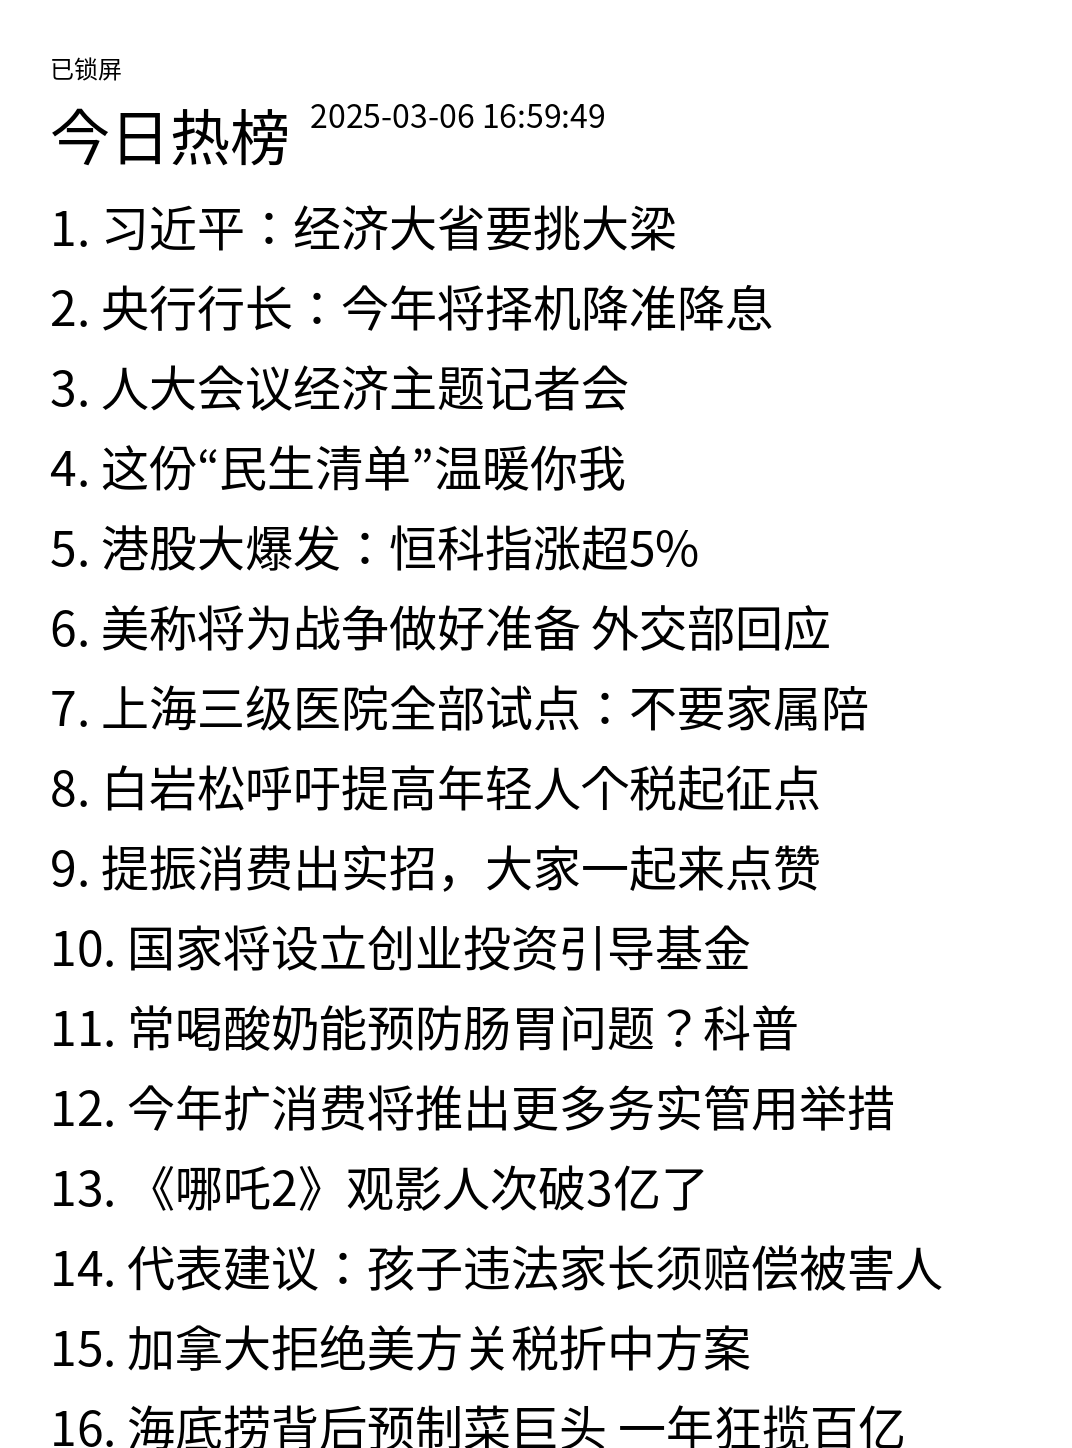 已锁屏
今日热榜 2025-03-06 16:59:49
1. 习近平：经济大省要挑大梁
2. 央行行长：今年将择机降准降息
3. 人大会议经济主题记者会
4. 这份“民生清单”温暖你我
5. 港股大爆发：恒科指涨超5%
6. 美称将为战争做好准备 外交部回应
7. 上海三级医院全部试点：不要家属陪
8. 白岩松呼吁提高年轻人个税起征点
9. 提振消费出实招，大家一起来点赞
10. 国家将设立创业投资引导基金
11. 常喝酸奶能预防肠胃问题？科普
12. 今年扩消费将推出更多务实管用举措
13. 《哪吒2》观影人次破3亿了
14. 代表建议：孩子违法家长须赔偿被害人
15. 加拿大拒绝美方关税折中方案
16. 海底捞背后预制菜巨头 一年狂揽百亿